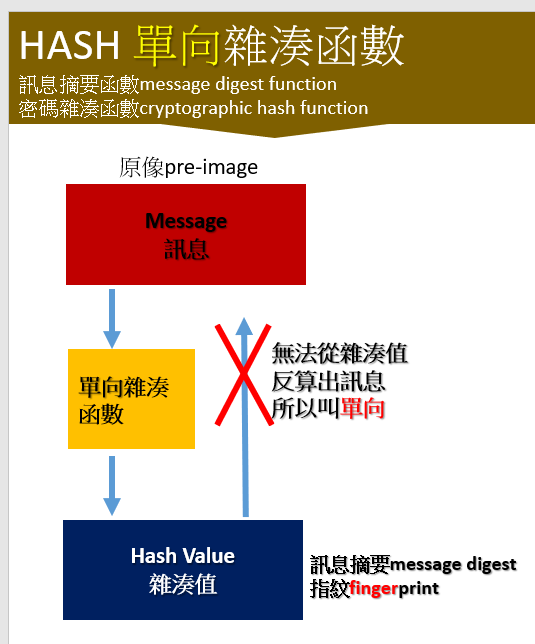 HASH 單向雜湊函數
訊息摘要函數message digest function
密碼雜湊函數cryptographic hash function
原像pre-image
Message
訊息
單向雜湊
函數
無法從雜湊值
反算出訊息
所以叫單向
Hash Value
雜湊值
訊息摘要message digest
指紋fingerprint